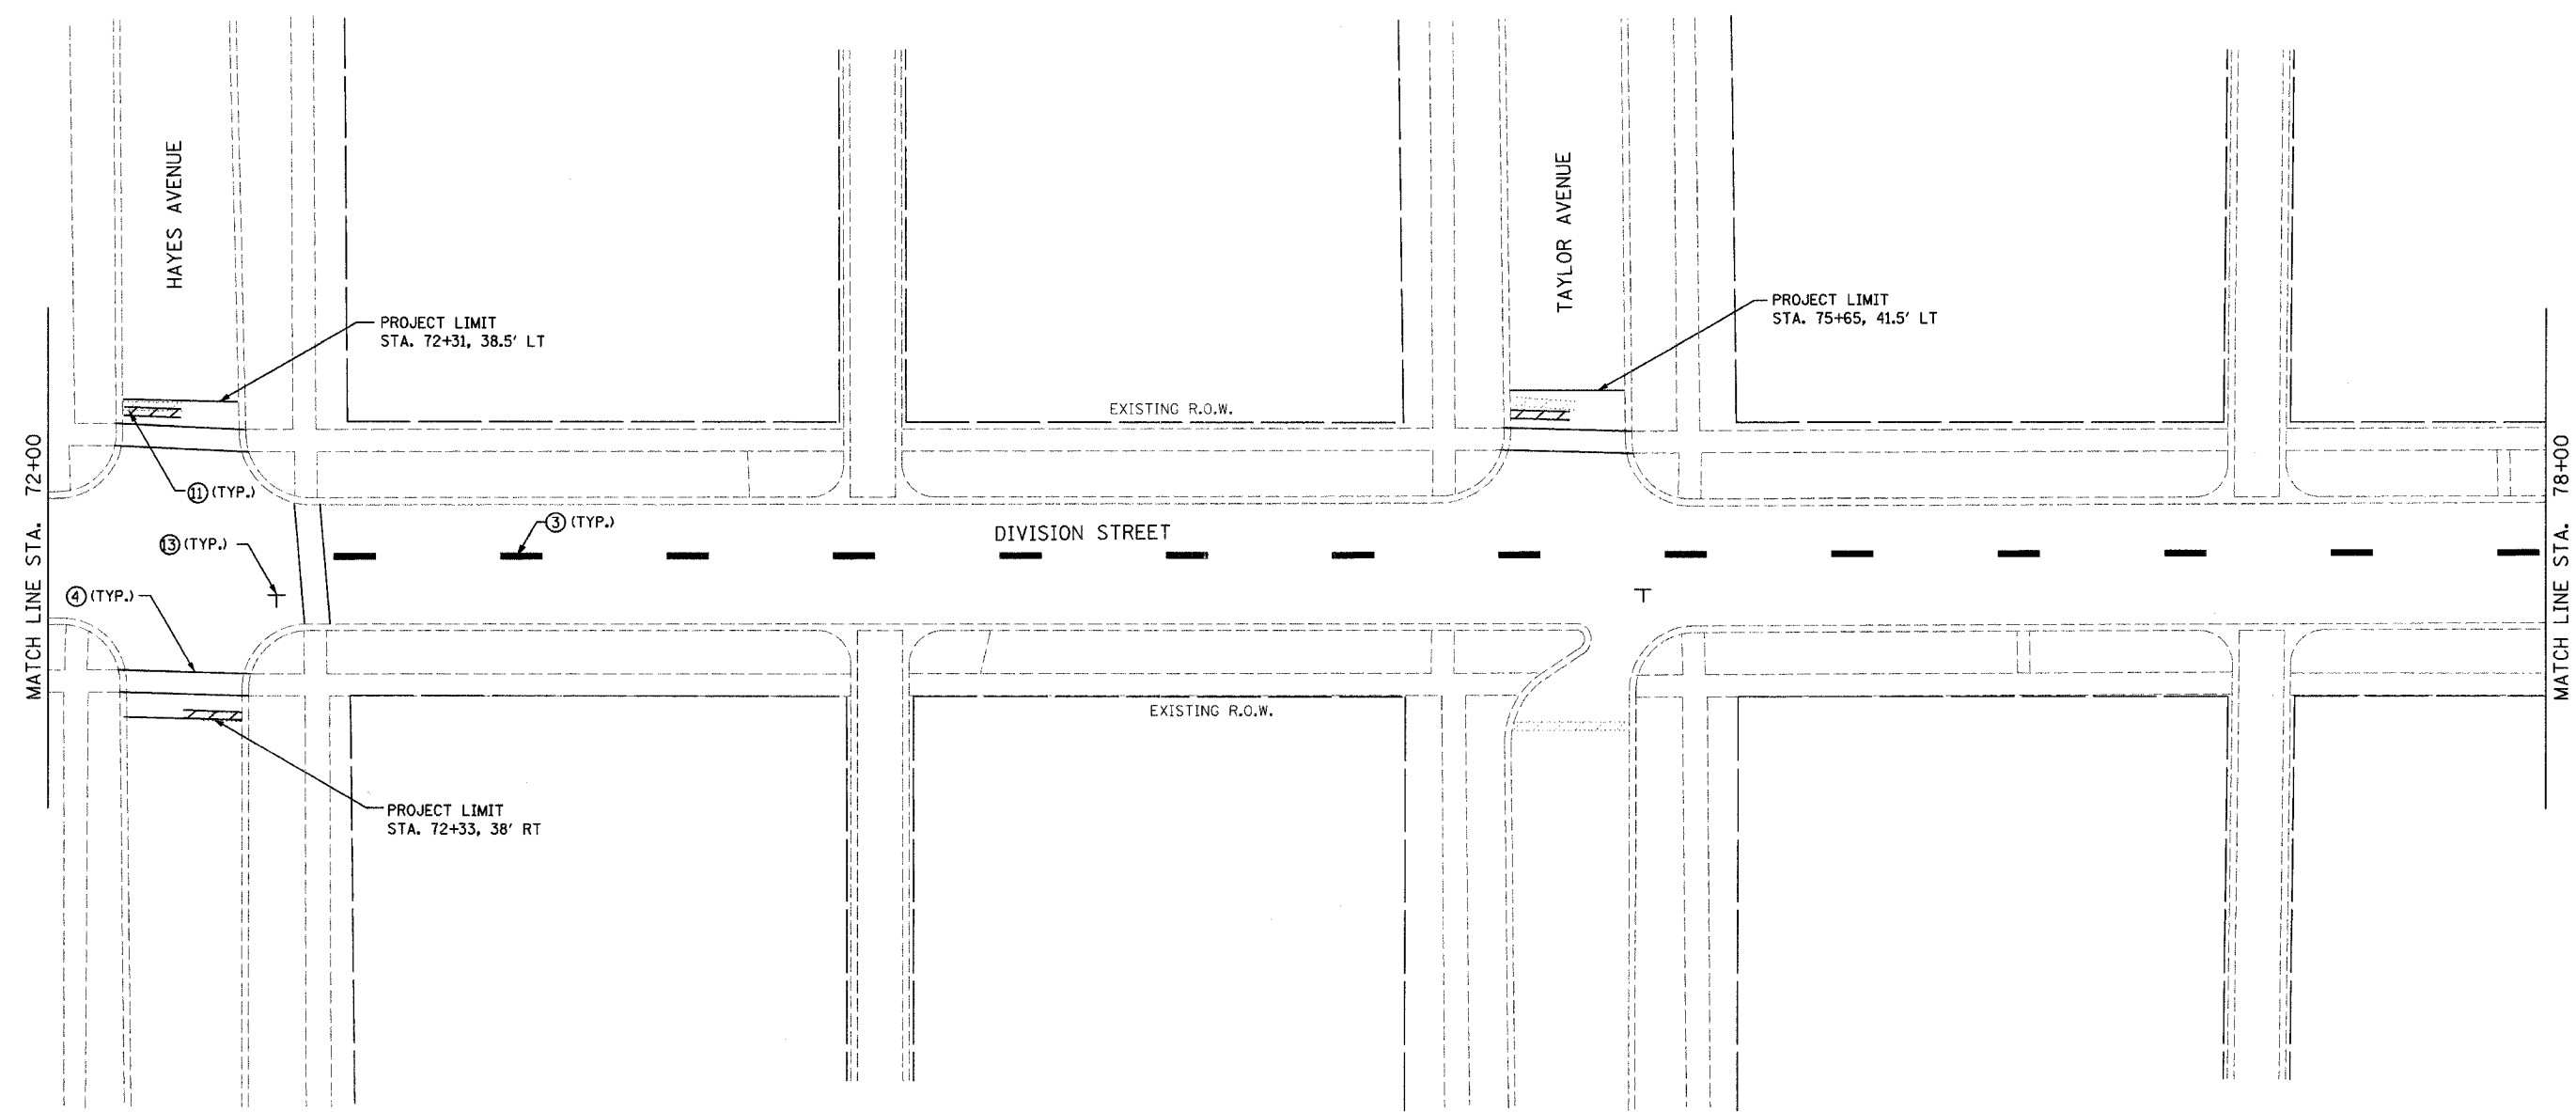 HAYES AVENUE
TAYLOR AVENUE
PROJECT LIMIT
STA. 72+31, 38.5' LT
PROJECT LIMIT
STA. 75+65, 41.5' LT
EXISTING R.O.W.
MATCH LINE STA. 72+00
MATCH LINE STA. 78+00
11 (TYP.)
3 (TYP.)
DIVISION STREET
13 (TYP.)
4 (TYP.)
EXISTING R.O.W.
PROJECT LIMIT
STA. 72+33, 38' RT